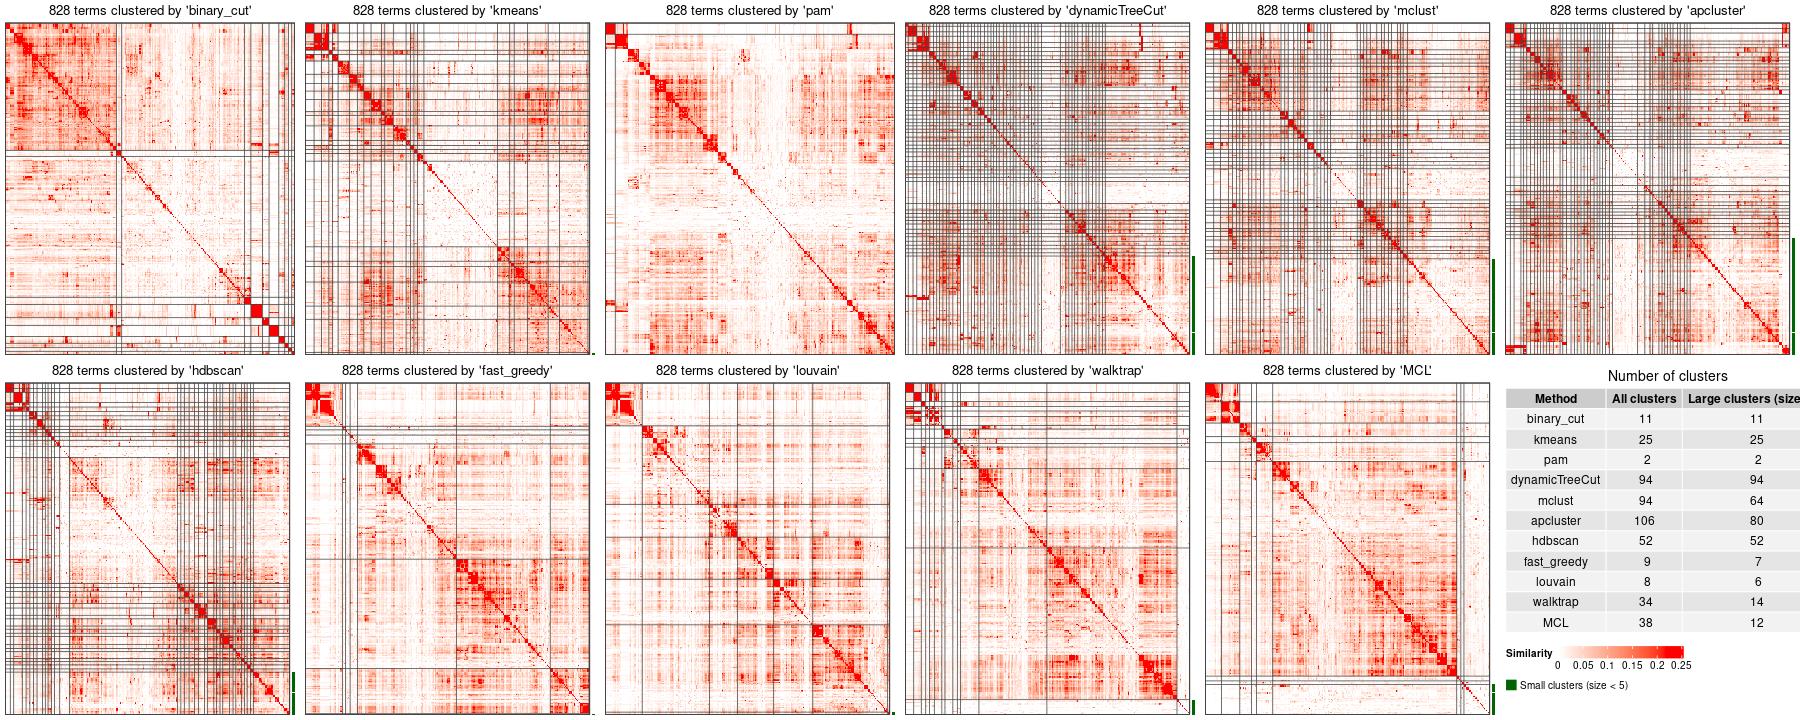 828 terms clustered by 'binary_cut'
828 terms clustered by 'kmeans'
828 terms clustered by 'pam'
828 terms clustered by 'dynamicTreeCut'
828 terms clustered by 'mclust'
828 terms clustered by 'apcluster'
828 terms clustered by 'hdbscan'
828 terms clustered by 'fast_greedy'
828 terms clustered by 'louvain'
828 terms clustered by 'walktrap'
828 terms clustered by 'MCL'
Number of clusters
Method All clusters Large clusters (size
binary_cut 11 11
kmeans 25 25
pam 2 2
dynamicTreeCut 94 94
mclust 94 64
apcluster 106 80
hdbscan 52 52
fast_greedy 9 7
louvain 8 6
walktrap 34 14
MCL 38 12
Similarity
0 0.05 0.1 0.15 0.2 0.25
Small clusters (size < 5)